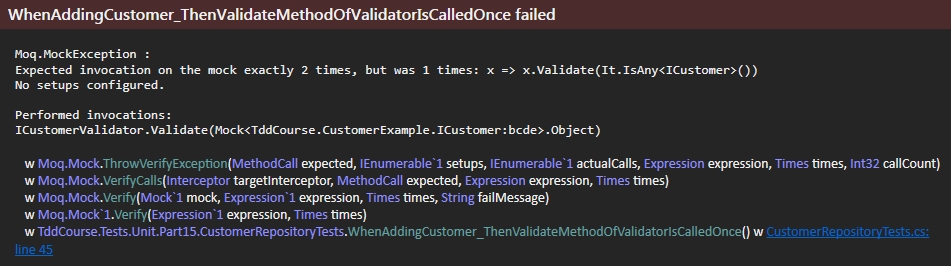 WhenAddingCustomer_ThenValidateMethodOfValidatorIsCalledOnce failed
Moq.MockException :
Expected invocation on the mock exactly 2 times, but was 1 times: x => x.Validate(It.IsAny<ICustomer>())
No setups configured.
Performed invocations:
ICustomerValidator.Validate(Mock<TddCourse.CustomerExample.ICustomer:bcde>.Object)
w Moq.Mock.ThrowVerifyException(MethodCall expected, IEnumerable`1 setups, IEnumerable`1 actualCalls, Expression expression, Times times, Int32 callCount)
w Moq.Mock.VerifyCalls(Interceptor targetInterceptor, MethodCall expected, Expression expression, Times times)
w Moq.Mock.Verify(Mock`1 mock, Expression`1 expression, Times times, String failMessage)
w Moq.Mock`1.Verify(Expression`1 expression, Times times)
w TddCourse.Tests.Unit.Part15.CustomerRepositoryTests.WhenAddingCustomer_ThenValidateMethodOfValidatorIsCalledOnce() w CustomerRepositoryTests.cs:
line 45